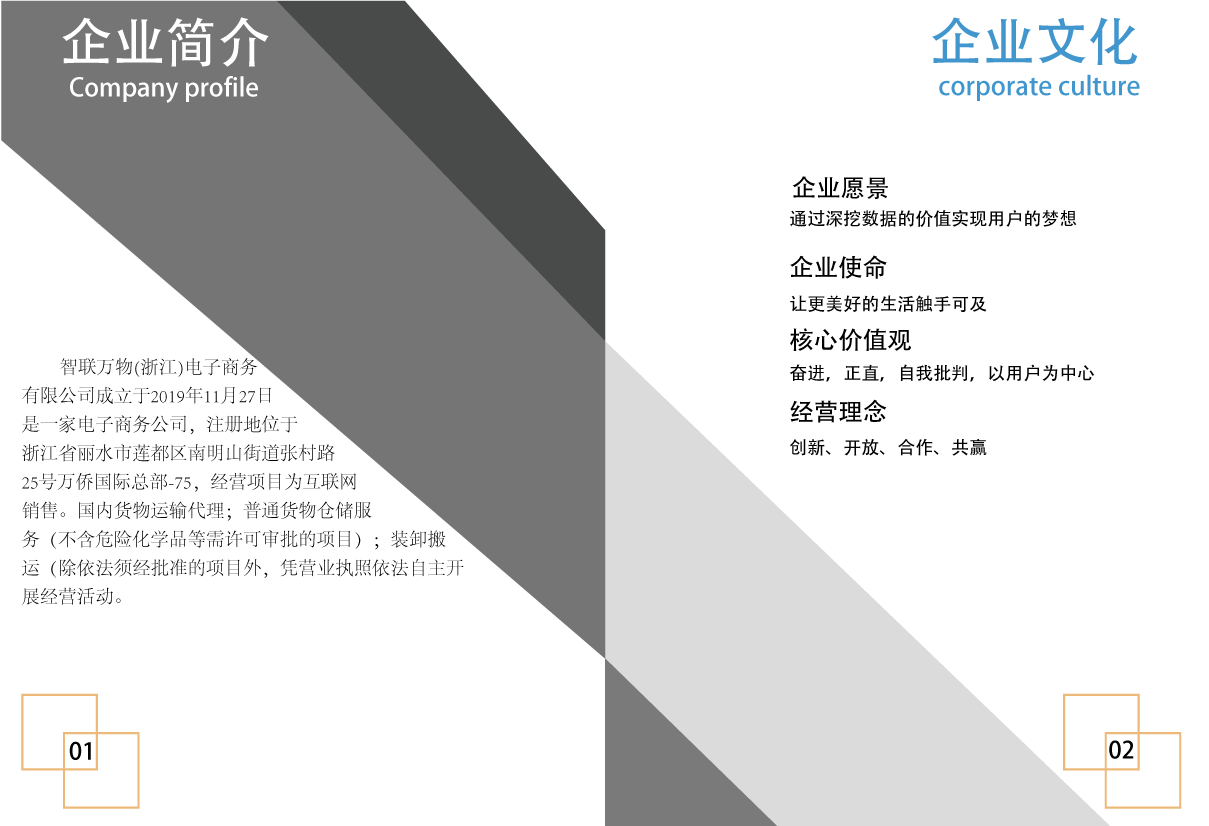 企业简介
Company profile
智联万物(浙江)电子商务
有限公司成立于2019年11月27日
是一家电子商务公司，注册地位于
浙江省丽水市莲都区南明山街道张村路
25号万侨国际总部-75，经营项目为互联网
销售。国内货物运输代理；普通货物仓储服
务（不含危险化学品等需许可审批的项目）；装卸搬
运（除依法须经批准的项目外，凭营业执照依法自主开
展经营活动。
01
企业文化
corporate culture
企业愿景
通过深挖数据的价值实现用户的梦想
企业使命
让更美好的生活触手可及
核心价值观
奋进，正直，自我批判，以用户为中心
经营理念
创新、开放、合作、共赢
02